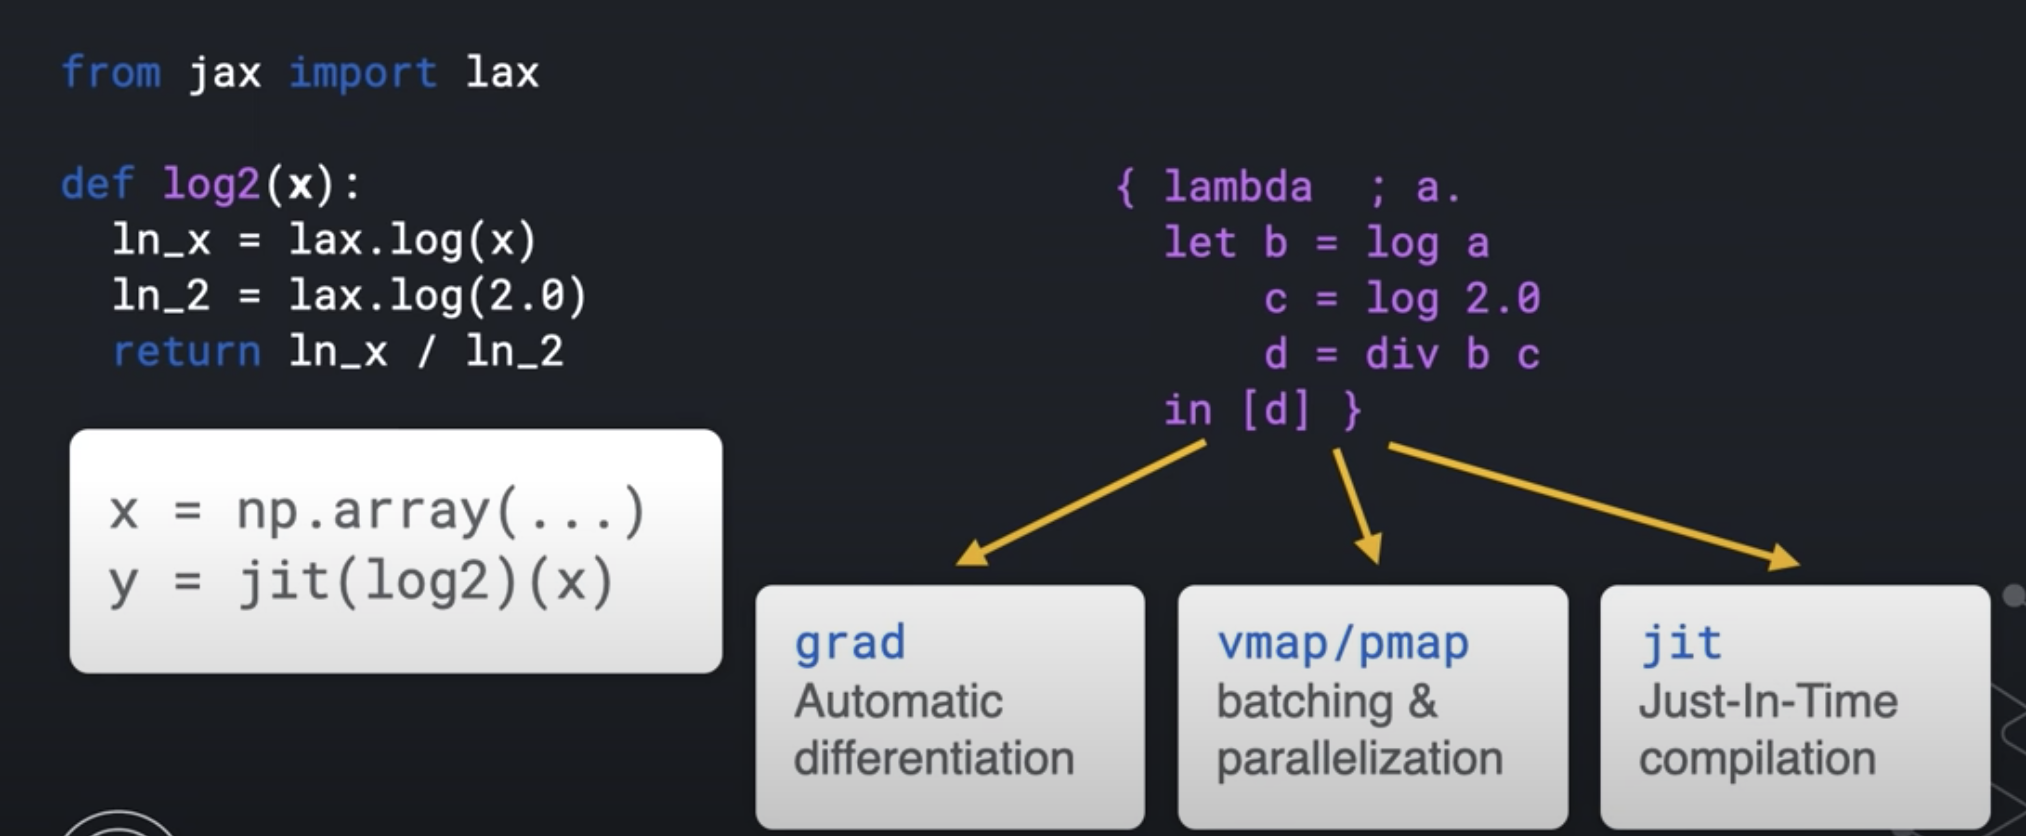 from jax import lax
def log2(x):
ln_x = lax.log(x)
ln_2 = lax.log(2.0)
return ln_x / ln_2
x = np.array(...)
y = jit(log2)(x)
{ lambda  ; a.
let b = log a
c = log 2.0
d = div b c
in [d] }
grad
Automatic
differentiation
vmap/pmap
batching &
parallelization
jit
Just-In-Time
compilation